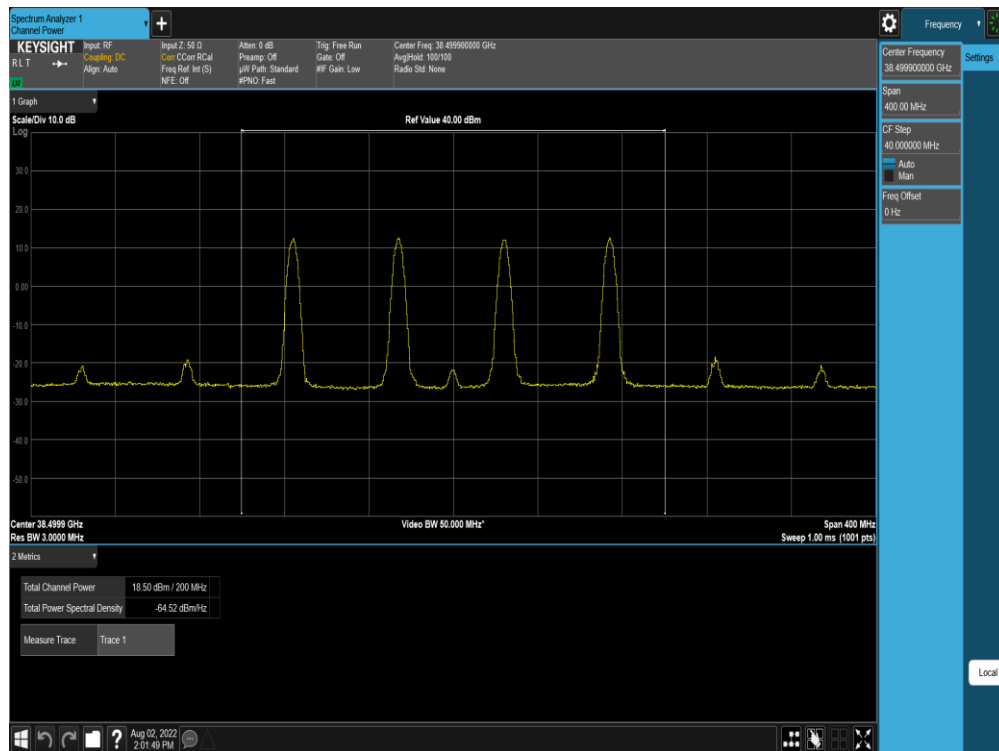 Spectrum Analyzer 1
Channel Power
+
Frequency
KEYSIGHT
RLT
LXI
Input: RF
Coupling: DC
Align: Auto
Input Z: 50 Ω
Corr CCorr RCal
Freq Ref: Int (S)
NFE: Off
Atten: 0 dB
Preamp: Off
µW Path: Standard
#PNO: Fast
Trig: Free Run
Gate: Off
#IF Gain: Low
Center Freq: 38.499900000 GHz
Avg|Hold: 100/100
Radio Std: None
Center Frequency
38.499900000 GHz
Settings
Span
400.00 MHz
CF Step
40.000000 MHz
Auto
Man
Freq Offset
0 Hz
1 Graph
Scale/Div 10.0 dB
Ref Value 40.00 dBm
Log
30.0
20.0
10.0
0.00
-10.0
-20.0
-30.0
-40.0
-50.0
Center 38.4999 GHz
Video BW 50.000 MHz*
Span 400 MHz
Res BW 3.0000 MHz
Sweep 1.00 ms (1001 pts)
2 Metrics
Total Channel Power 18.50 dBm / 200 MHz
Total Power Spectral Density -64.52 dBm/Hz
Measure Trace Trace 1
Local
?
Aug 02, 2022
2:01:49 PM